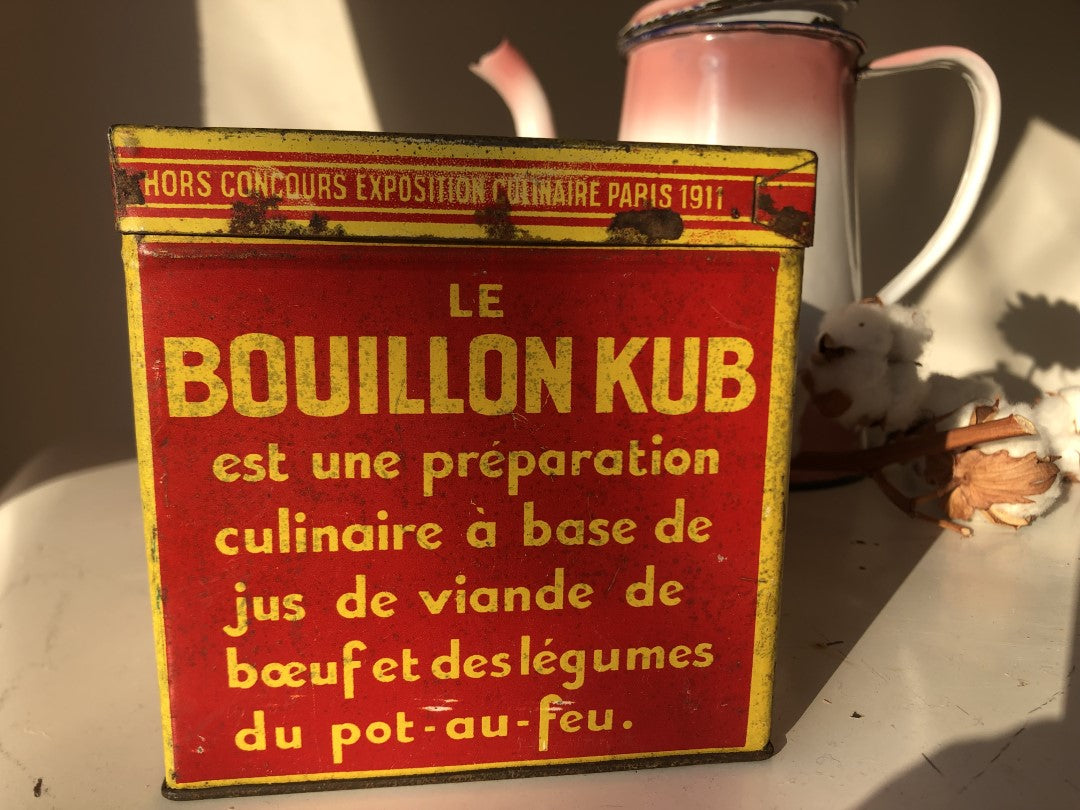 HORS CONCOURS EXPOSITION CULINAIRE PARIS 1911
LE
BOUILLON KUB
est une préparation
culinaire à base de
jus de viande de
bœuf et des légumes
du pot-au-feu.